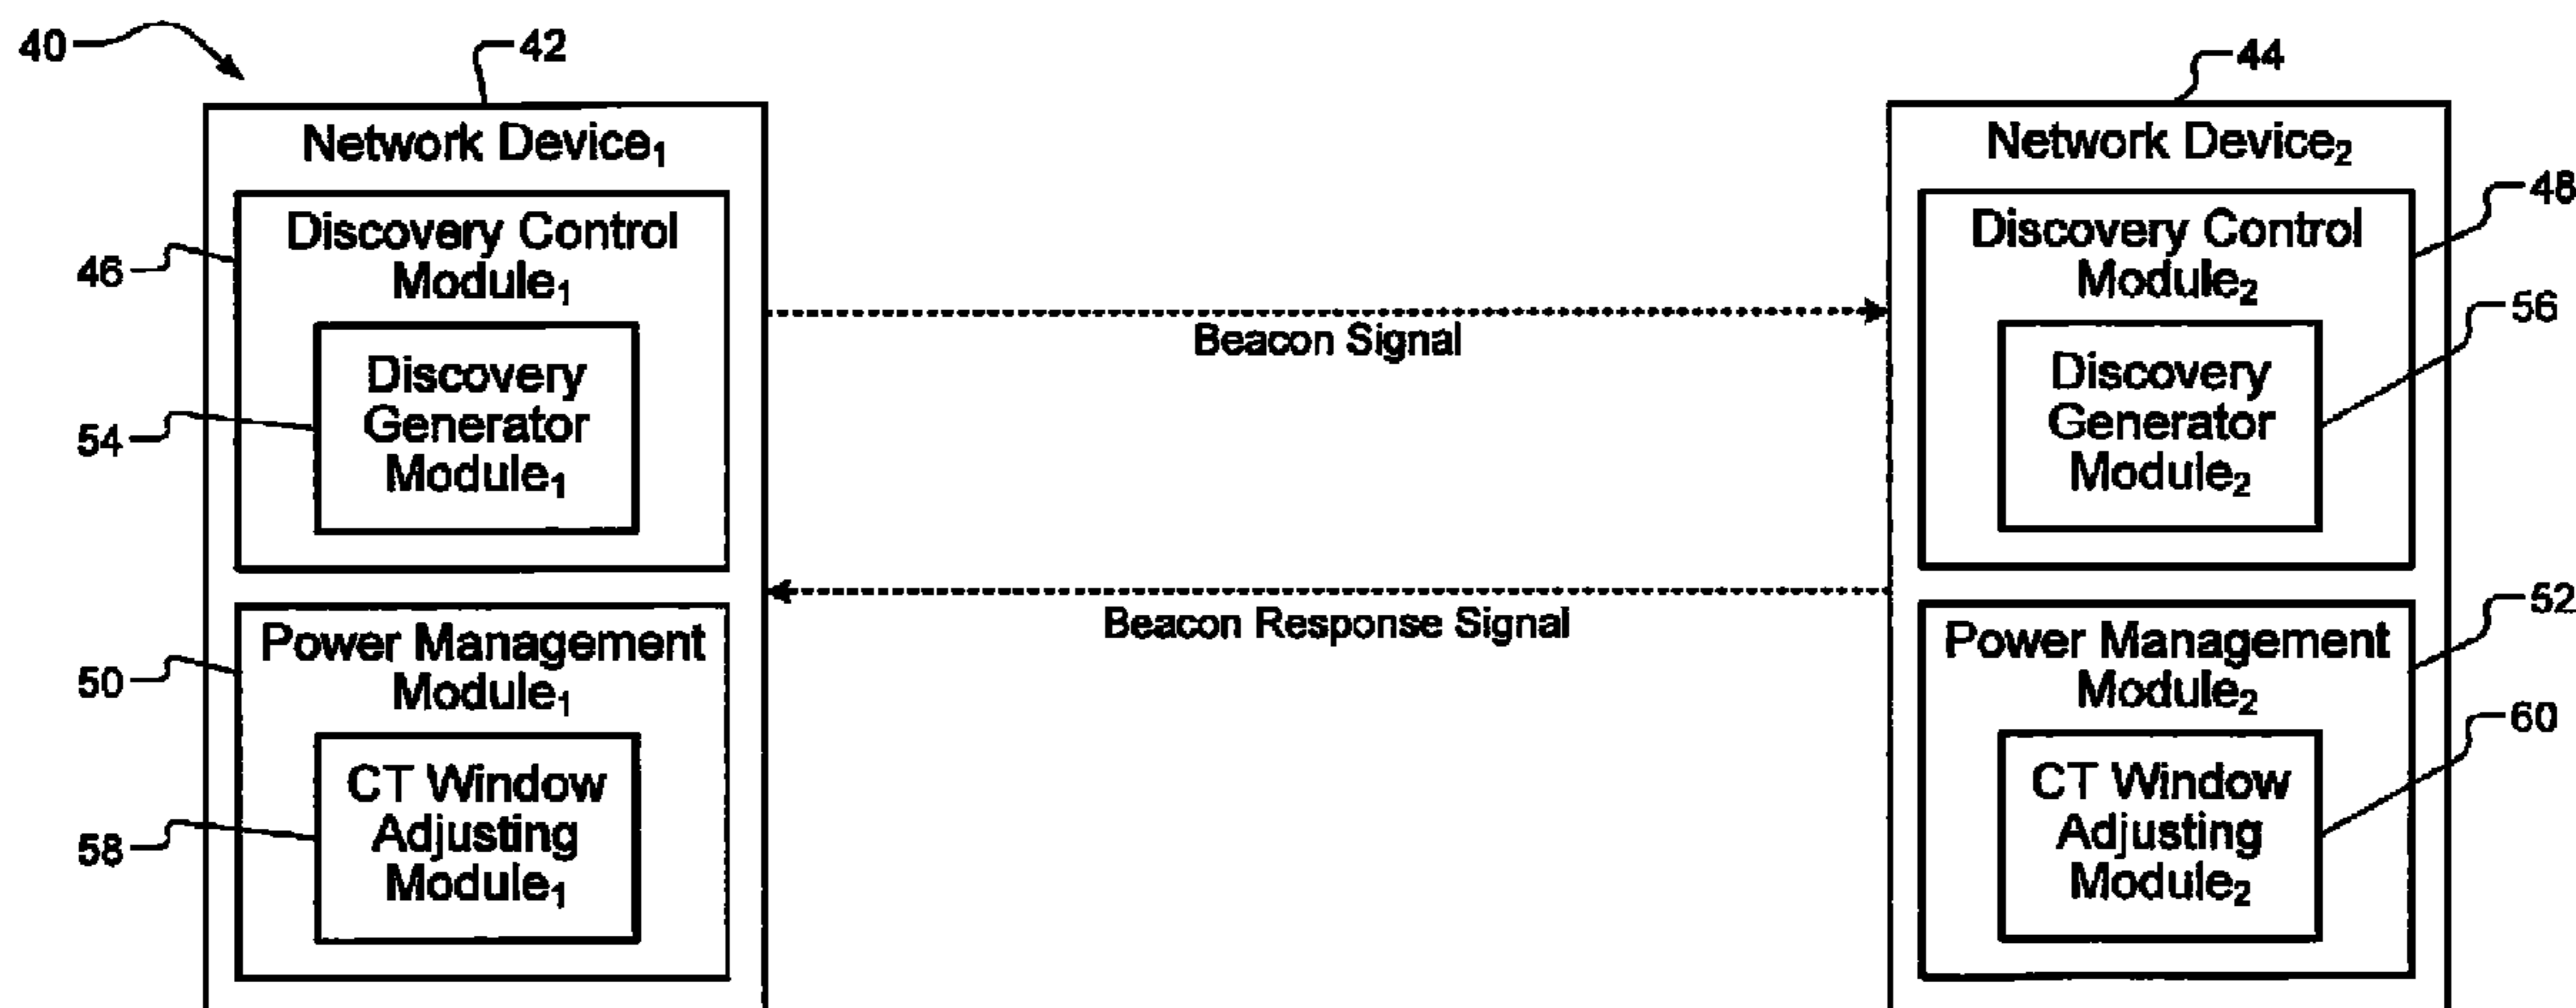 40
42
44
Network Device₁
Discovery Control
Module₁
46
Discovery
Generator
Module₁
54
Power Management
Module₁
50
CT Window
Adjusting
Module₁
58
Beacon Signal
Beacon Response Signal
Network Device₂
Discovery Control
Module₂
48
Discovery
Generator
Module₂
56
Power Management
Module₂
52
CT Window
Adjusting
Module₂
60